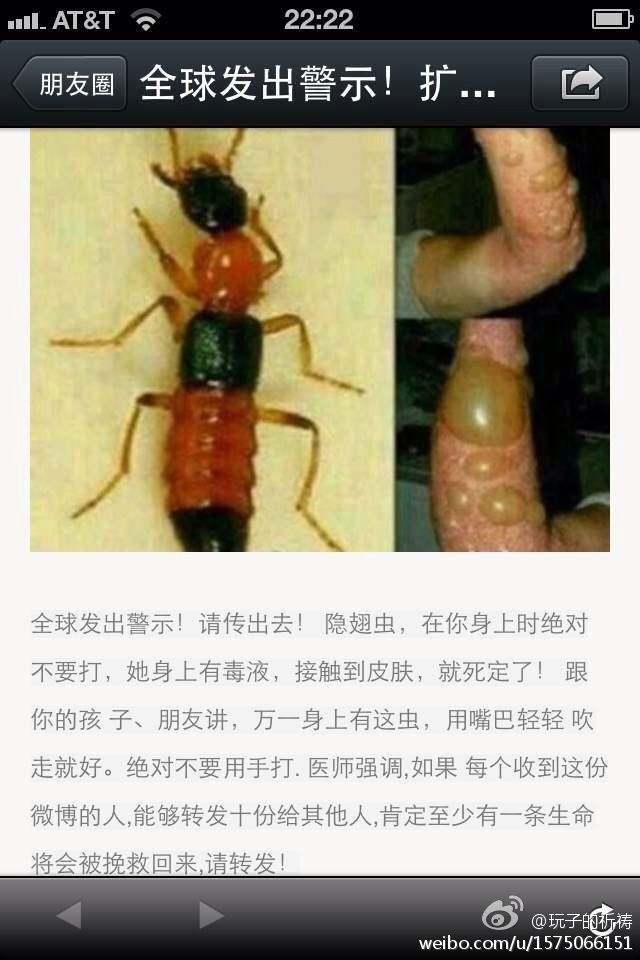 AT&T 22:22
朋友圈 全球发出警示！扩...
全球发出警示！请传出去！ 隐翅虫，在你身上时绝对
不要打，她身上有毒液，接触到皮肤，就死定了！ 跟
你的孩 子、朋友讲，万一身上有这虫，用嘴巴轻轻 吹
走就好。绝对不要用手打. 医师强调,如果 每个收到这份
微博的人,能够转发十份给其他人,肯定至少有一条生命
将会被挽救回来,请转发！
@玩子的祈祷
weibo.com/u/1575066151